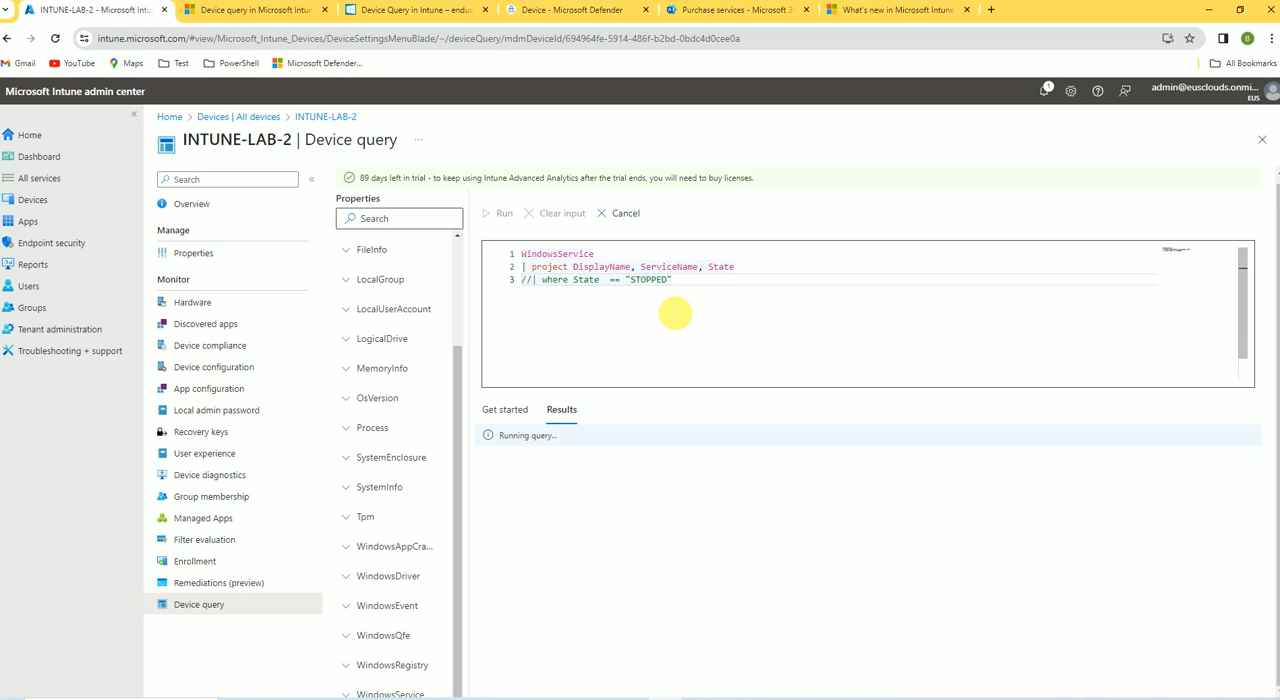 INTUNE-LAB-2 - Microsoft Int
Device query in Microsoft Intun
Device Query in Intune – endus
Device - Microsoft Defender
Purchase services - Microsoft 3
What's new in Microsoft Intune
intune.microsoft.com/#view/Microsoft_Intune_Devices/DeviceSettingsMenuBlade/~/deviceQuery/mdmDeviceId/694964fe-5914-486f-b2bd-0bdc4d0cee0a
B
Gmail
YouTube
Maps
Test
PowerShell
Microsoft Defender...
All Bookmarks
Microsoft Intune admin center
1
admin@eusclouds.onmi...
EUS
Home
Dashboard
All services
Devices
Apps
Endpoint security
Reports
Users
Groups
Tenant administration
Troubleshooting + support
Home > Devices | All devices > INTUNE-LAB-2
INTUNE-LAB-2 | Device query ...
Search
Overview
Manage
Properties
Monitor
Hardware
Discovered apps
Device compliance
Device configuration
App configuration
Local admin password
Recovery keys
User experience
Device diagnostics
Group membership
Managed Apps
Filter evaluation
Enrollment
Remediations (preview)
Device query
89 days left in trial - to keep using Intune Advanced Analytics after the trial ends, you will need to buy licenses.
Properties
Search
FileInfo
LocalGroup
LocalUserAccount
LogicalDrive
MemoryInfo
OsVersion
Process
SystemEnclosure
SystemInfo
Tpm
WindowsAppCra...
WindowsDriver
WindowsEvent
WindowsQfe
WindowsRegistry
WindowsService
Run
Clear input
Cancel
1 WindowsService
2 | project DisplayName, ServiceName, State
3 //| where State == "STOPPED"
Get started
Results
Running query...